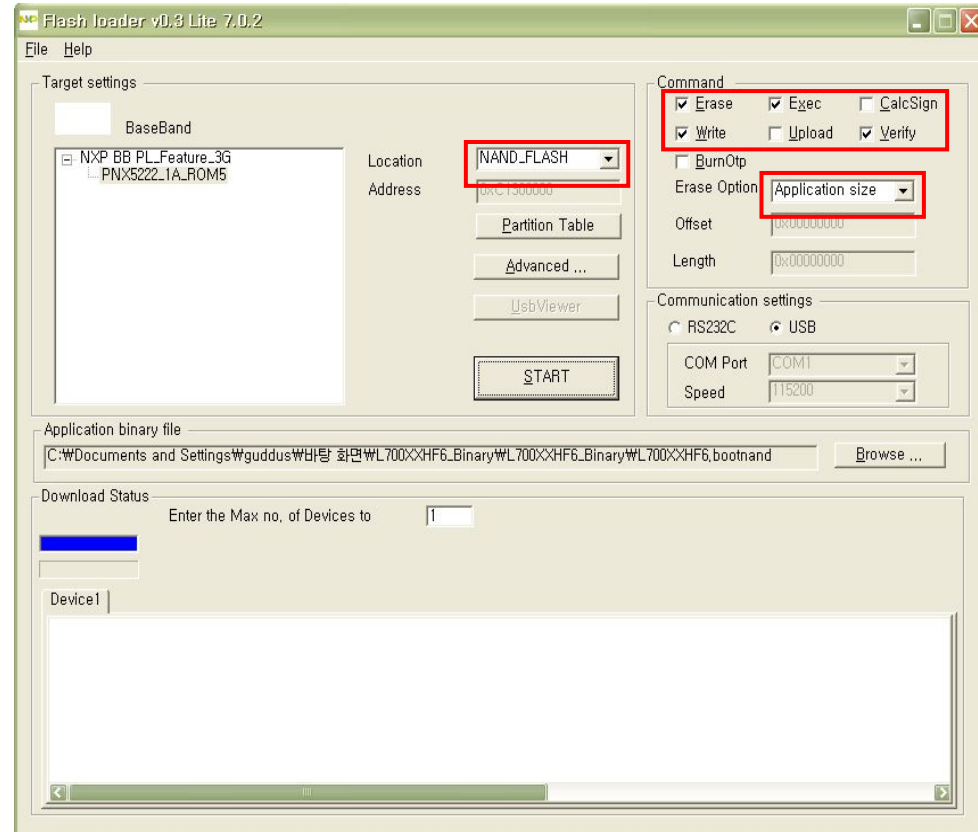 NXP Flash loader v0.3 Lite 7.0.2
File Help
Target settings
BaseBand
NXP BB PL_Feature_3G
PNX5222_1A_ROM5
Location NAND_FLASH
Address 0xC1300000
Partition Table
Advanced ...
UsbViewer
START
Command
Erase Exec CalcSign
Write Upload Verify
BurnOtp
Erase Option Application size
Offset 0x00000000
Length 0x00000000
Communication settings
RS232C USB
COM Port COM1
Speed 115200
Application binary file
C:₩Documents and Settings₩guddus₩바탕 화면₩L700XXHF6_Binary₩L700XXHF6_Binary₩L700XXHF6.bootnand Browse ...
Download Status
Enter the Max no. of Devices to 1
Device1